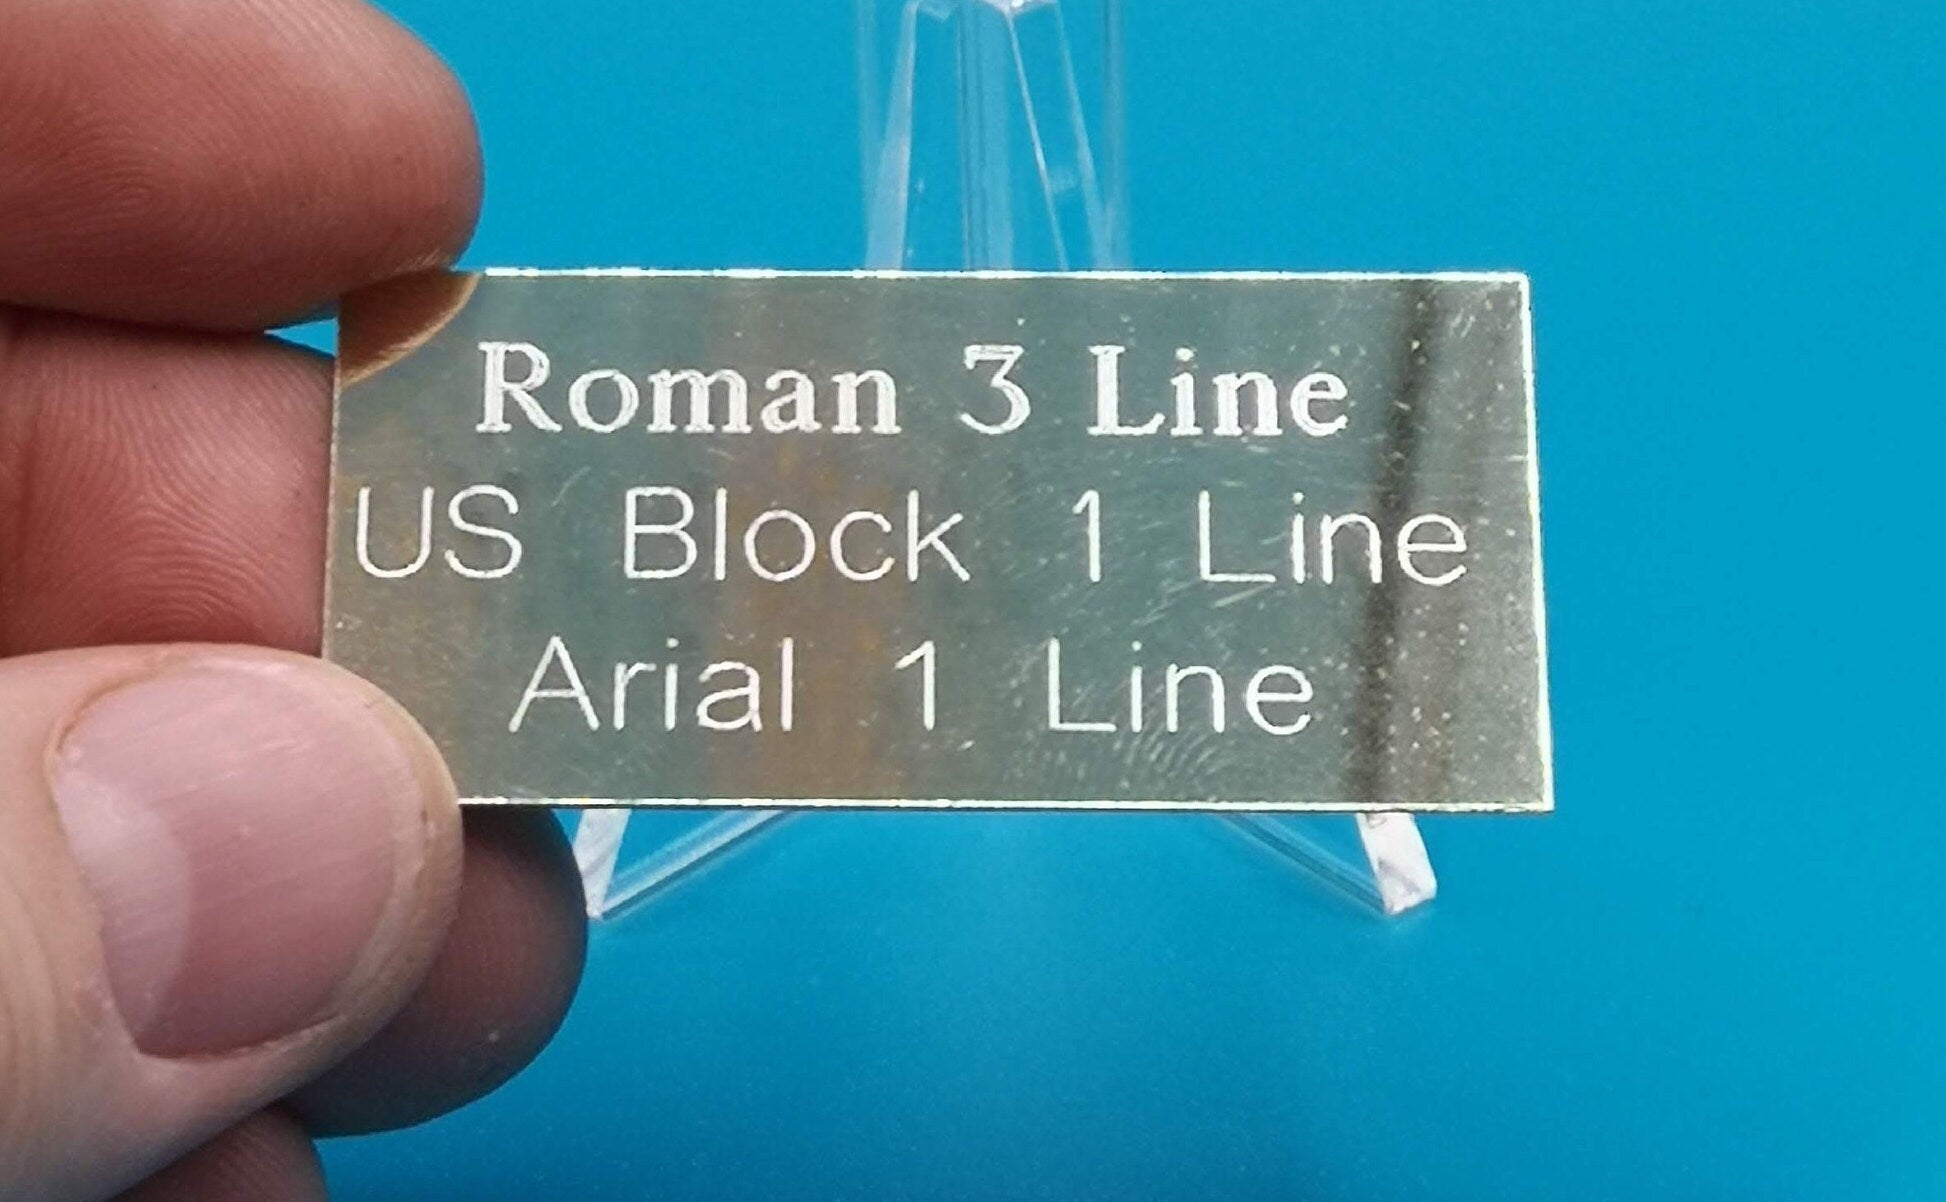 Roman 3 Line
US Block 1 Line
Arial 1 Line